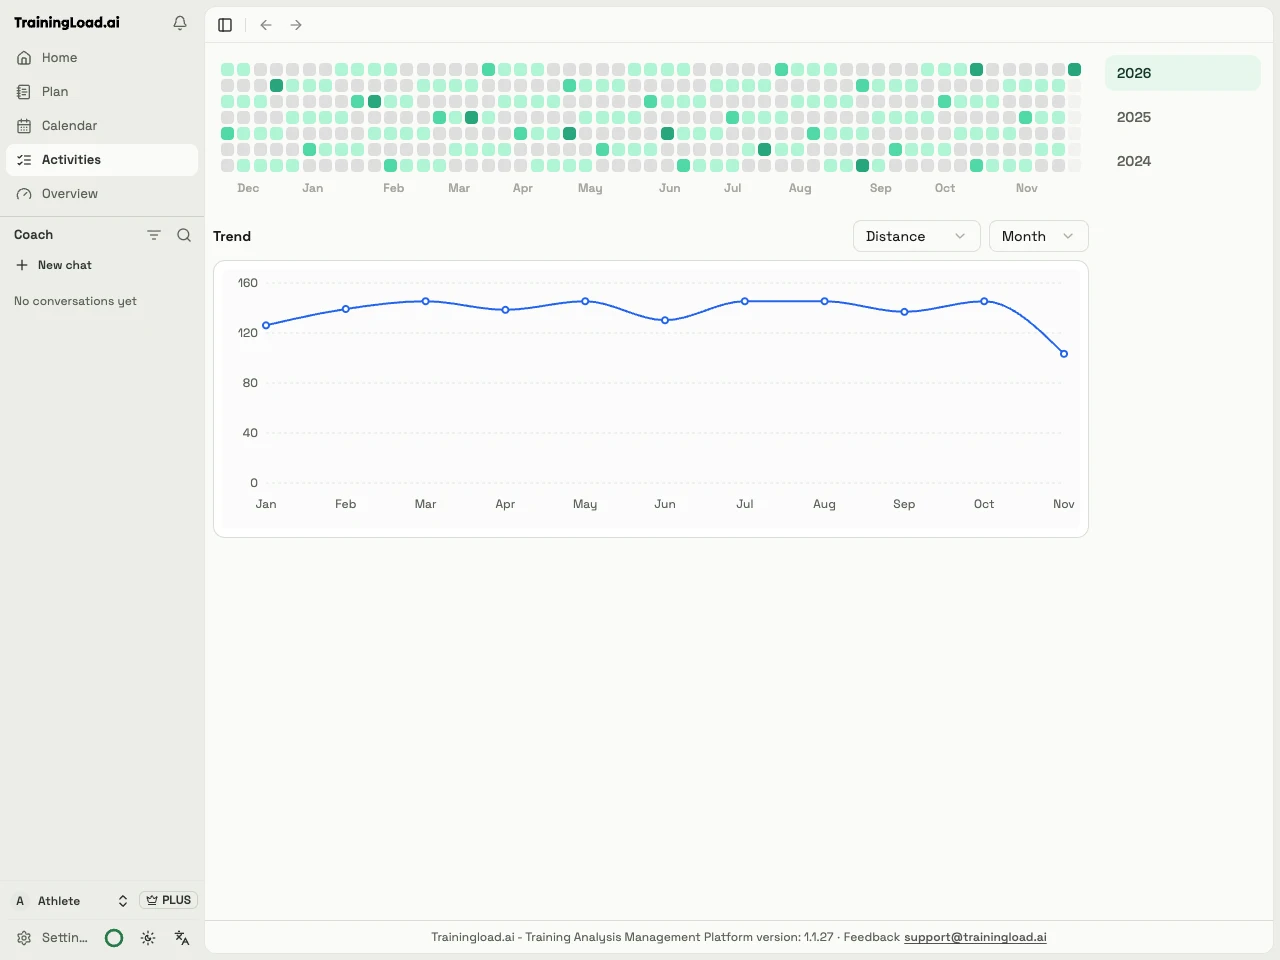 TrainingLoad.ai
Home
Plan
Calendar
Activities
Overview
Coach
New chat
No conversations yet
A Athlete PLUS
Settin...
Dec Jan Feb Mar Apr May Jun Jul Aug Sep Oct Nov
2026
2025
2024
Trend
Distance Month
160
120
80
40
0
Jan Feb Mar Apr May Jun Jul Aug Sep Oct Nov
Trainingload.ai - Training Analysis Management Platform version: 1.1.27 · Feedback support@trainingload.ai